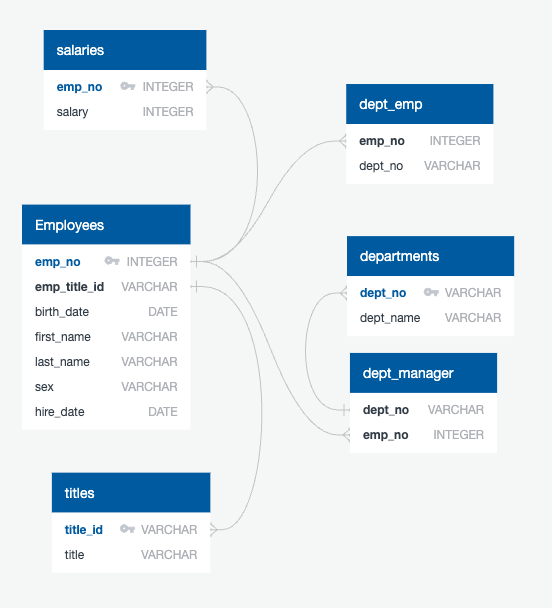 salaries
emp_no INTEGER
salary INTEGER
dept_emp
emp_no INTEGER
dept_no VARCHAR
Employees
emp_no INTEGER
emp_title_id VARCHAR
birth_date DATE
first_name VARCHAR
last_name VARCHAR
sex VARCHAR
hire_date DATE
departments
dept_no VARCHAR
dept_name VARCHAR
dept_manager
dept_no VARCHAR
emp_no INTEGER
titles
title_id VARCHAR
title VARCHAR